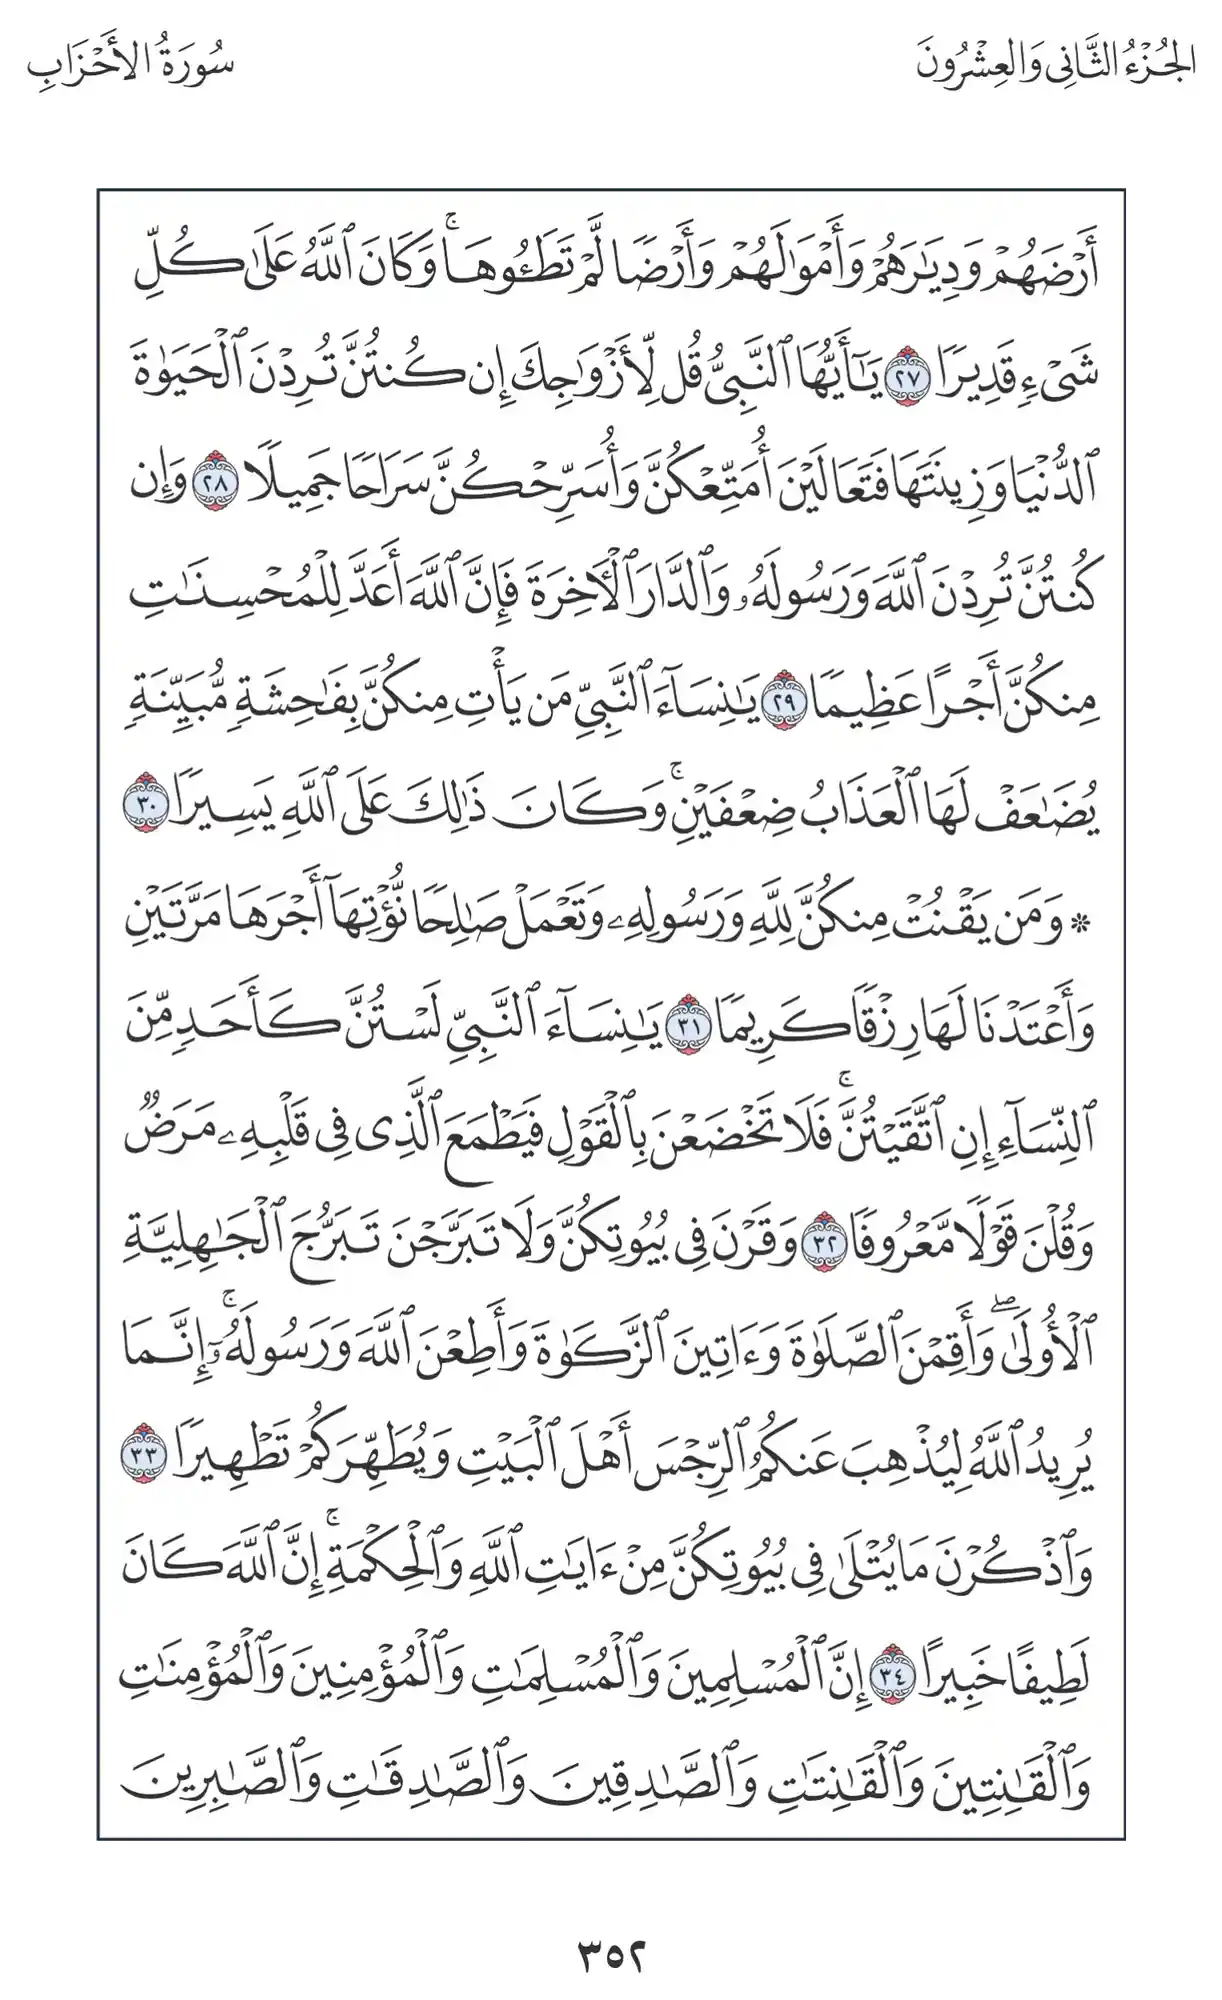 الجُزْءُ الثَّانِي وَالعِشْرُونَ
سُورَةُ الأَحْزَابِ
أَرْضَهُمْ وَدِيَٰرَهُمْ وَأَمْوَٰلَهُمْ وَأَرْضًا لَّمْ تَطَـُٔوهَاۚ وَكَانَ ٱللَّهُ عَلَىٰ كُلِّ
شَىْءٍ قَدِيرًا ٢٧ يَـٰٓأَيُّهَا ٱلنَّبِىُّ قُل لِّأَزْوَٰجِكَ إِن كُنتُنَّ تُرِدْنَ ٱلْحَيَوٰةَ
ٱلدُّنْيَا وَزِينَتَهَا فَتَعَالَيْنَ أُمَتِّعْكُنَّ وَأُسَرِّحْكُنَّ سَرَاحًا جَمِيلًا ٢٨ وَإِن
كُنتُنَّ تُرِدْنَ ٱللَّهَ وَرَسُولَهُۥ وَٱلدَّارَ ٱلْأَخِرَةَ فَإِنَّ ٱللَّهَ أَعَدَّ لِلْمُحْسِنَـٰتِ
مِنكُنَّ أَجْرًا عَظِيمًا ٢٩ يَـٰنِسَآءَ ٱلنَّبِىِّ مَن يَأْتِ مِنكُنَّ بِفَـٰحِشَةٍ مُّبَيِّنَةٍ
يُضَـٰعَفْ لَهَا ٱلْعَذَابُ ضِعْفَيْنِۚ وَكَانَ ذَٰلِكَ عَلَى ٱللَّهِ يَسِيرًا ٣٠
۞ وَمَن يَقْنُتْ مِنكُنَّ لِلَّهِ وَرَسُولِهِۦ وَتَعْمَلْ صَـٰلِحًا نُّؤْتِهَآ أَجْرَهَا مَرَّتَيْنِ
وَأَعْتَدْنَا لَهَا رِزْقًا كَرِيمًا ٣١ يَـٰنِسَآءَ ٱلنَّبِىِّ لَسْتُنَّ كَأَحَدٍ مِّنَ
ٱلنِّسَآءِ إِنِ ٱتَّقَيْتُنَّۚ فَلَا تَخْضَعْنَ بِٱلْقَوْلِ فَيَطْمَعَ ٱلَّذِى فِى قَلْبِهِۦ مَرَضٌ
وَقُلْنَ قَوْلًا مَّعْرُوفًا ٣٢ وَقَرْنَ فِى بُيُوتِكُنَّ وَلَا تَبَرَّجْنَ تَبَرُّجَ ٱلْجَـٰهِلِيَّةِ
ٱلْأُولَىٰۖ وَأَقِمْنَ ٱلصَّلَوٰةَ وَءَاتِينَ ٱلزَّكَوٰةَ وَأَطِعْنَ ٱللَّهَ وَرَسُولَهُۥٓۚ إِنَّمَا
يُرِيدُ ٱللَّهُ لِيُذْهِبَ عَنكُمُ ٱلرِّجْسَ أَهْلَ ٱلْبَيْتِ وَيُطَهِّرَكُمْ تَطْهِيرًا ٣٣
وَٱذْكُرْنَ مَا يُتْلَىٰ فِى بُيُوتِكُنَّ مِنْ ءَايَـٰتِ ٱللَّهِ وَٱلْحِكْمَةِۚ إِنَّ ٱللَّهَ كَانَ
لَطِيفًا خَبِيرًا ٣٤ إِنَّ ٱلْمُسْلِمِينَ وَٱلْمُسْلِمَـٰتِ وَٱلْمُؤْمِنِينَ وَٱلْمُؤْمِنَـٰتِ
وَٱلْقَـٰنِتِينَ وَٱلْقَـٰنِتَـٰتِ وَٱلصَّـٰدِقِينَ وَٱلصَّـٰدِقَـٰتِ وَٱلصَّـٰبِرِينَ
٣٥٢